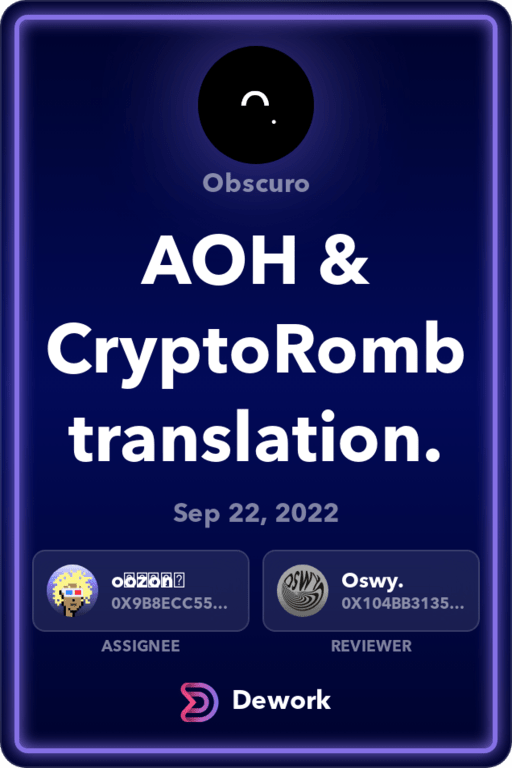 Obscuro
AOH &
CryptoRomb
translation.
Sep 22, 2022
Oswy.
0X9B8ECC55...
0X104BB3135...
ASSIGNEE
REVIEWER
Dework